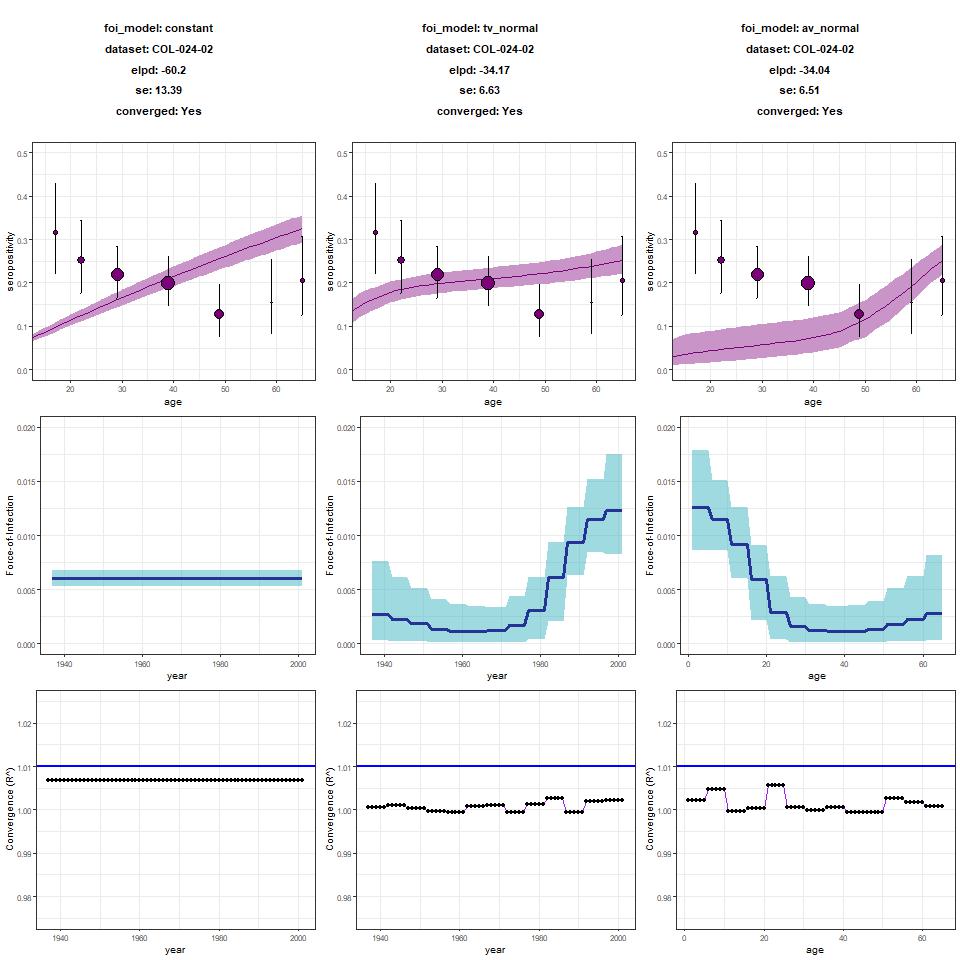 foi_model: constant
dataset: COL-024-02
elpd: -60.2
se: 13.39
converged: Yes
foi_model: tv_normal
dataset: COL-024-02
elpd: -34.17
se: 6.63
converged: Yes
foi_model: av_normal
dataset: COL-024-02
elpd: -34.04
se: 6.51
converged: Yes
seropositivity
0.5
0.4
0.3
0.2
0.1
0.0
20 30 40 50 60
age
seropositivity
0.5
0.4
0.3
0.2
0.1
0.0
20 30 40 50 60
age
seropositivity
0.5
0.4
0.3
0.2
0.1
0.0
20 30 40 50 60
age
Force-of-Infection
0.020
0.015
0.010
0.005
0.000
1940 1960 1980 2000
year
Force-of-Infection
0.020
0.015
0.010
0.005
0.000
1940 1960 1980 2000
year
Force-of-Infection
0.020
0.015
0.010
0.005
0.000
0 20 40 60
age
Convergence (R^)
1.02
1.01
1.00
0.99
0.98
1940 1960 1980 2000
year
Convergence (R^)
1.02
1.01
1.00
0.99
0.98
1940 1960 1980 2000
year
Convergence (R^)
1.02
1.01
1.00
0.99
0.98
0 20 40 60
age